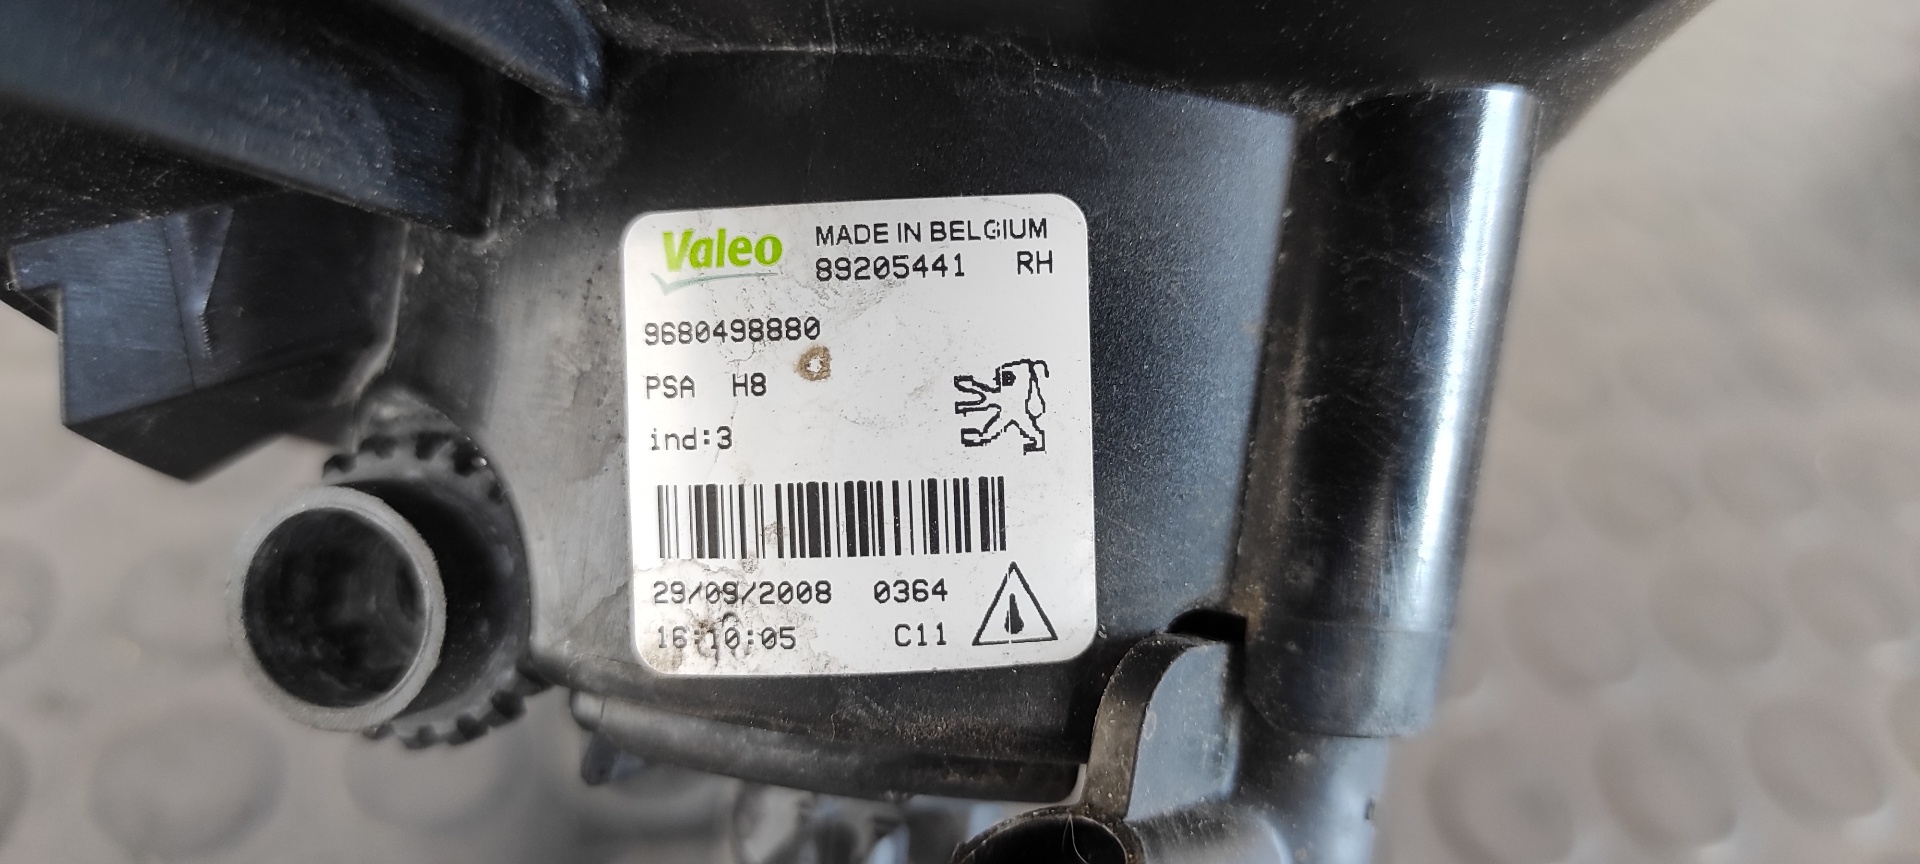 Valeo
MADE IN BELGIUM
89205441 RH
9680498880
PSA H8
ind:3
29/09/2008 0364
16:10:05 C11